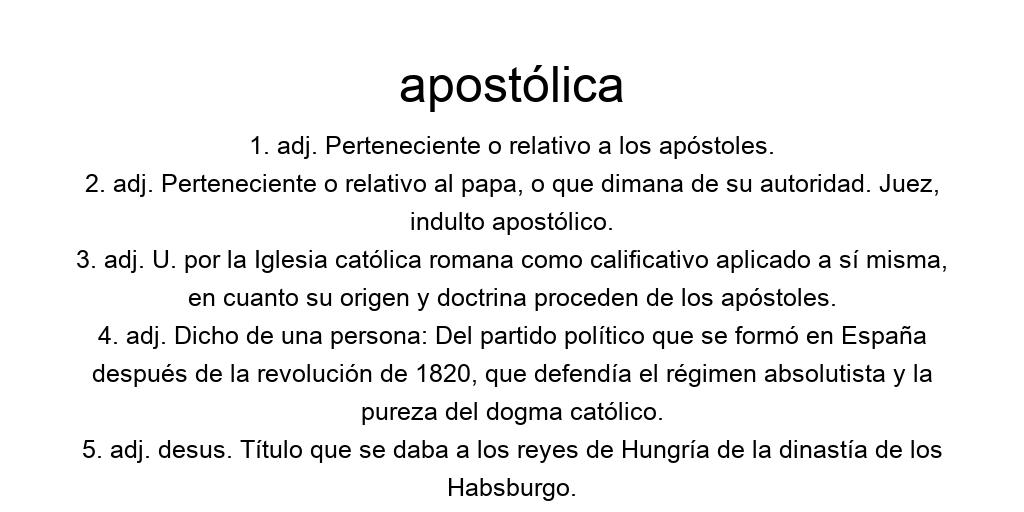 apostólica
1. adj. Perteneciente o relativo a los apóstoles.
2. adj. Perteneciente o relativo al papa, o que dimana de su autoridad. Juez,
indulto apostólico.
3. adj. U. por la Iglesia católica romana como calificativo aplicado a sí misma,
en cuanto su origen y doctrina proceden de los apóstoles.
4. adj. Dicho de una persona: Del partido político que se formó en España
después de la revolución de 1820, que defendía el régimen absolutista y la
pureza del dogma católico.
5. adj. desus. Título que se daba a los reyes de Hungría de la dinastía de los
Habsburgo.